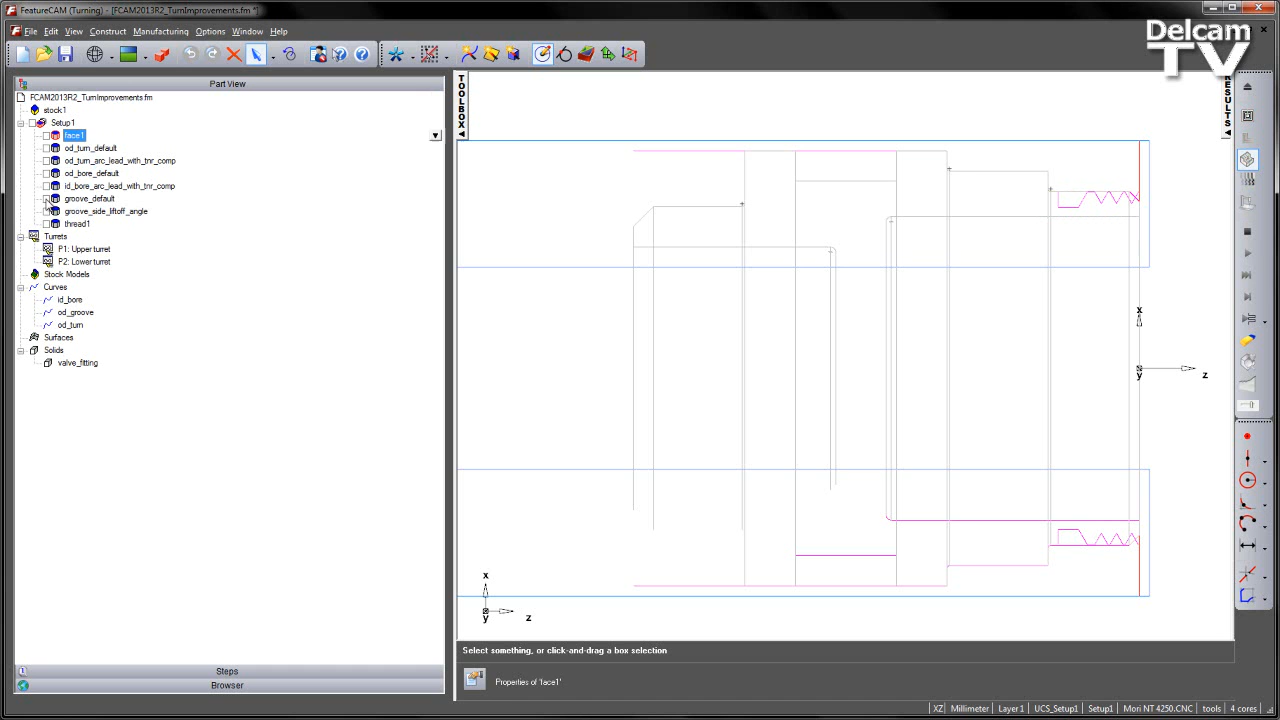 FeatureCAM (Turning) - [FCAM2013R2_TurnImprovements.fm *]
File Edit View Construct Manufacturing Options Window Help
Delcam
TV
Part View
TOOLBOX
RESULTS
FCAM2013R2_TurnImprovements.fm
stock1
Setup1
face1
od_turn_default
od_turn_arc_lead_with_tnr_comp
od_bore_default
id_bore_arc_lead_with_tnr_comp
groove_default
groove_side_liftoff_angle
thread1
Turrets
P1: Upper turret
P2: Lower turret
Stock Models
Curves
id_bore
od_groove
od_turn
Surfaces
Solids
valve_fitting
x
y
z
x
y
z
Select something, or click-and-drag a box selection
Properties of 'face1'
Steps
Browser
XZ Millimeter Layer1 UCS_Setup1 Setup1 Mori NT 4250.CNC tools 4 cores